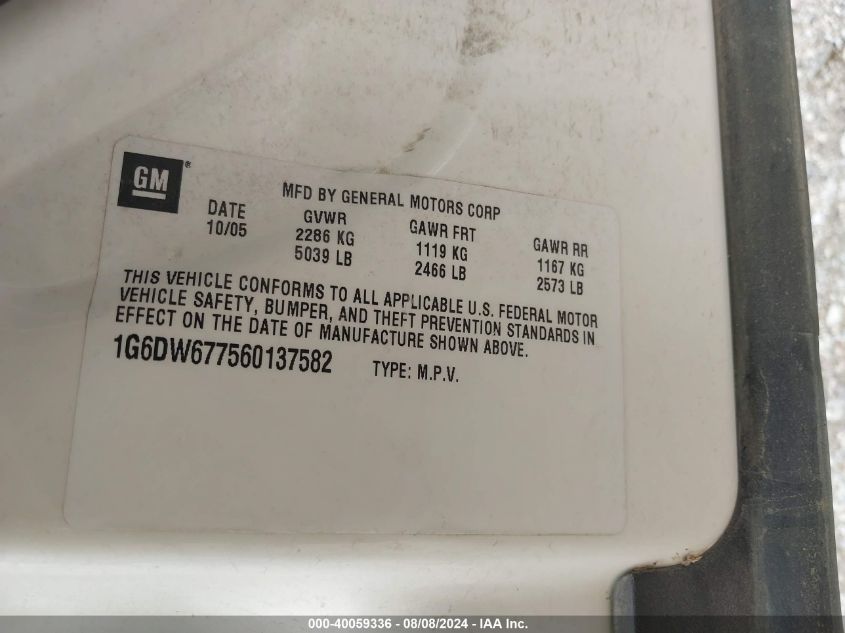 GM®
MFD BY GENERAL MOTORS CORP
DATE GVWR GAWR FRT GAWR RR
10/05 2286 KG 1119 KG 1167 KG
5039 LB 2466 LB 2573 LB
THIS VEHICLE CONFORMS TO ALL APPLICABLE U.S. FEDERAL MOTOR
VEHICLE SAFETY, BUMPER, AND THEFT PREVENTION STANDARDS IN
EFFECT ON THE DATE OF MANUFACTURE SHOWN ABOVE.
1G6DW677560137582 TYPE: M.P.V.
000-40059336 - 08/08/2024 - IAA Inc.